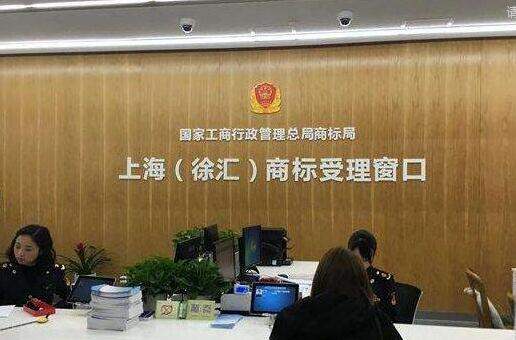 请
国家工商行政管理总局商标局
上海（徐汇）商标受理窗口